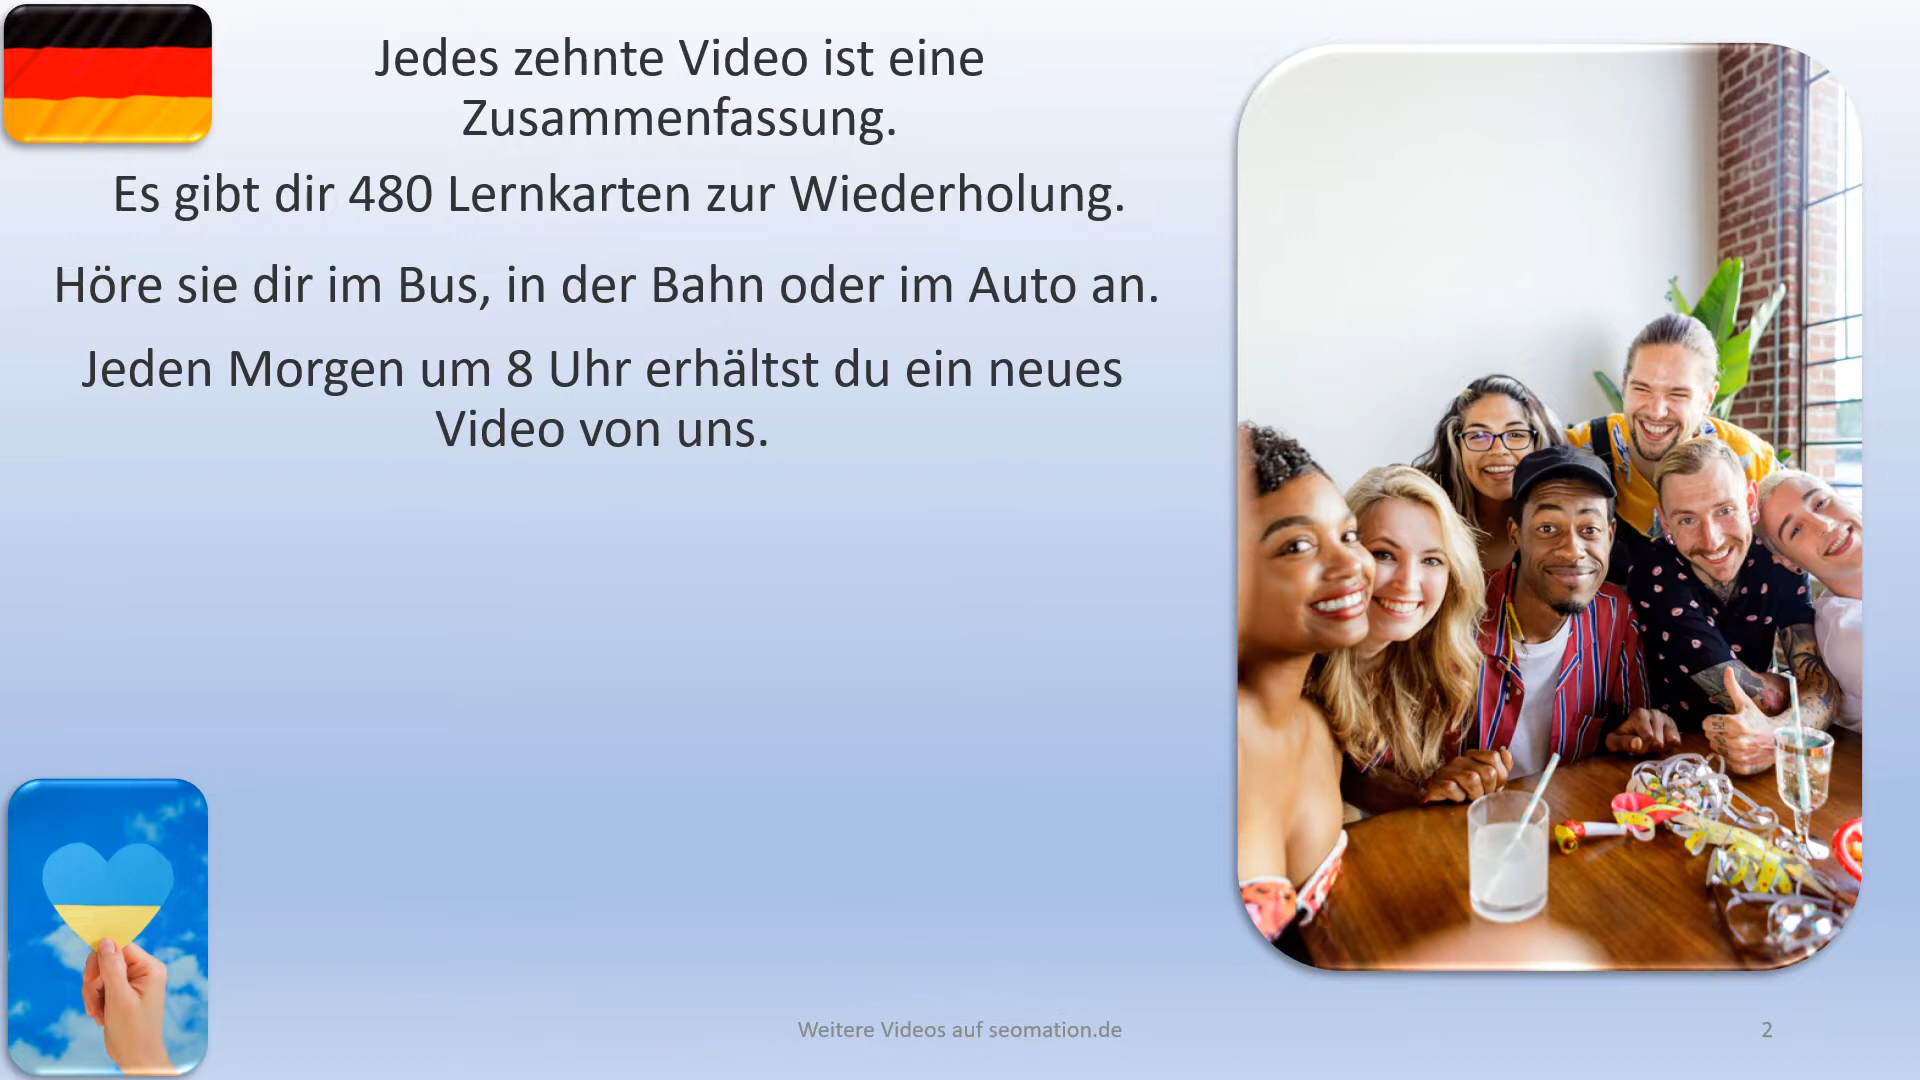 Jedes zehnte Video ist eine
Zusammenfassung.
Es gibt dir 480 Lernkarten zur Wiederholung.
Höre sie dir im Bus, in der Bahn oder im Auto an.
Jeden Morgen um 8 Uhr erhältst du ein neues
Video von uns.
Weitere Videos auf seomation.de
2